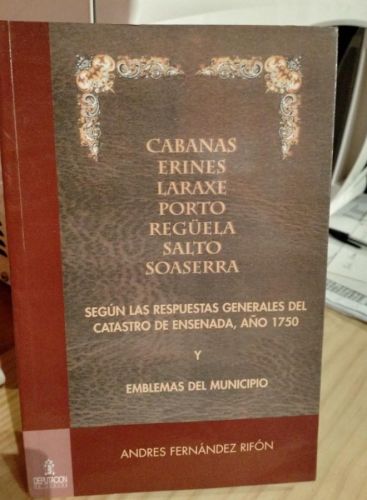 CABANAS
ERINES
LARAXE
PORTO
REGÜELA
SALTO
SOASERRA
SEGÚN LAS RESPUESTAS GENERALES DEL
CATASTRO DE ENSENADA, AÑO 1750
Y
EMBLEMAS DEL MUNICIPIO
ANDRES FERNÁNDEZ RIFÓN
DEPUTACION